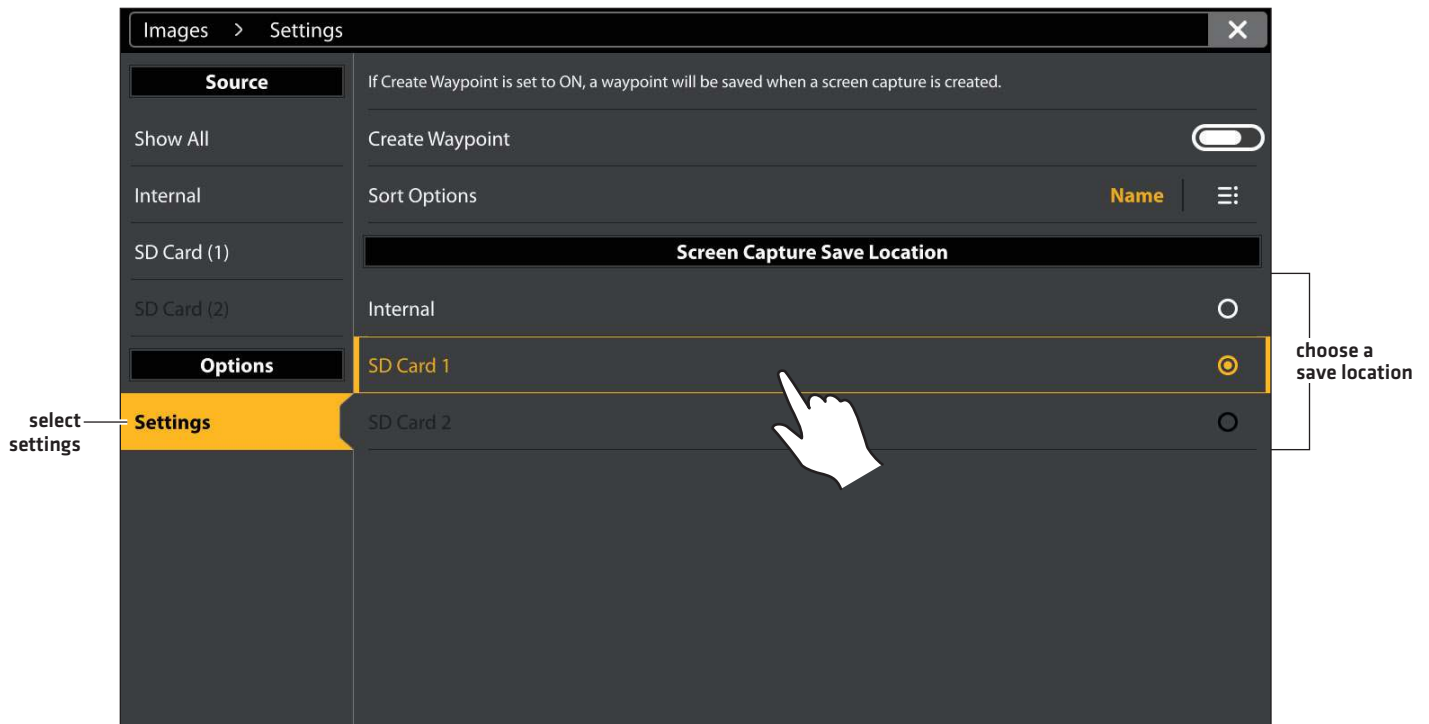 Images > Settings
Source
Show All
Internal
SD Card (1)
SD Card (2)
Options
Settings
If Create Waypoint is set to ON, a waypoint will be saved when a screen capture is created.
Create Waypoint
Sort Options Name
Screen Capture Save Location
Internal
SD Card 1
SD Card 2
select
settings
choose a
save location